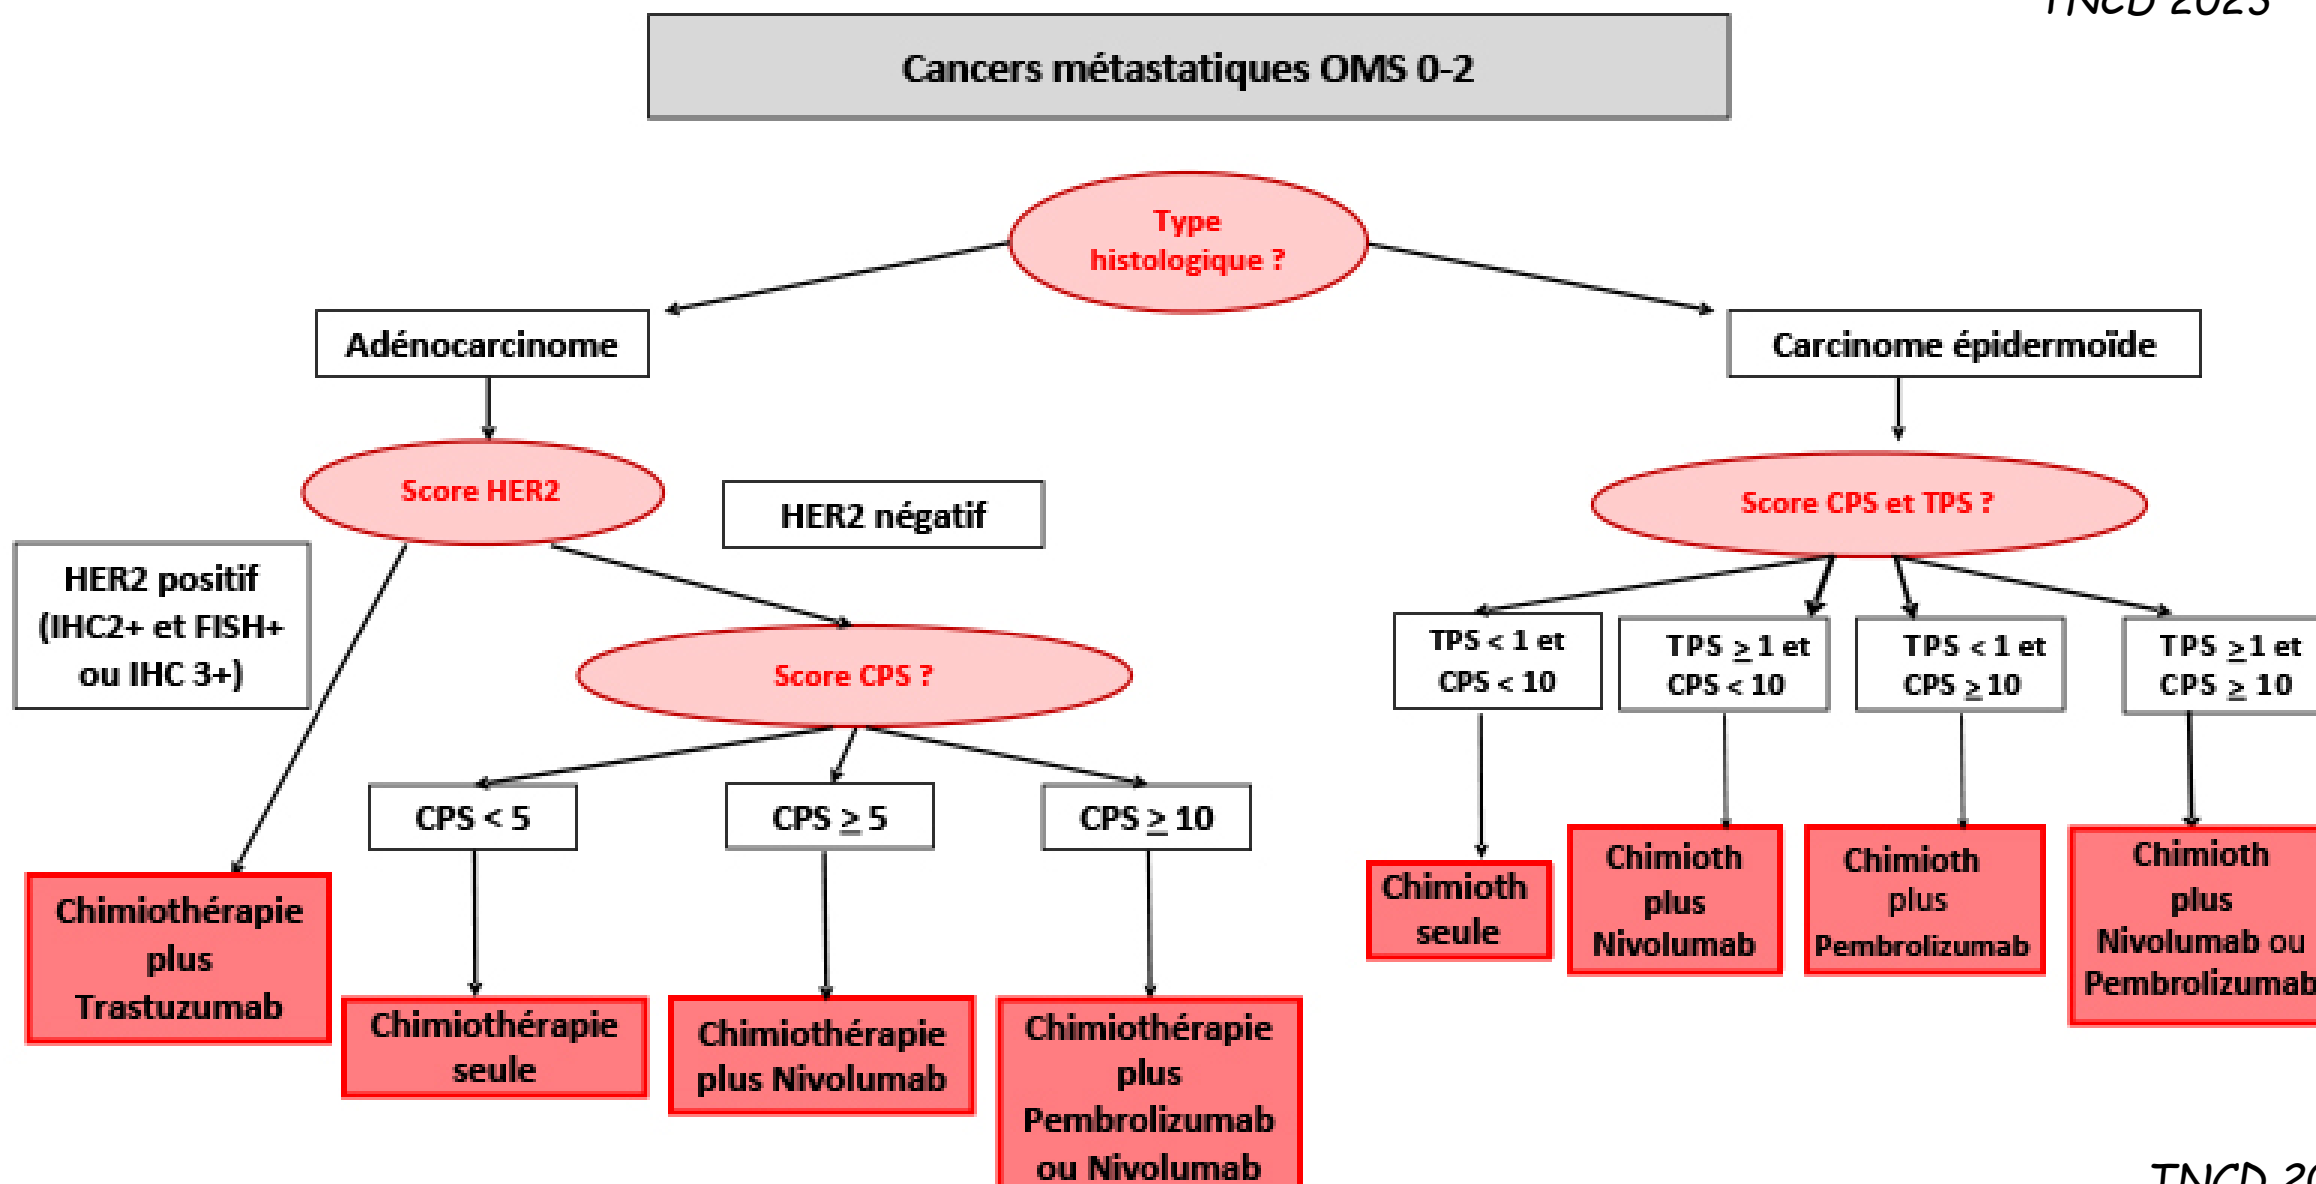 TNCD 2023
Cancers métastatiques OMS 0-2
Type
histologique ?
Adénocarcinome
Carcinome épidermoïde
Score HER2
HER2 négatif
Score CPS et TPS ?
HER2 positif
(IHC2+ et FISH+
ou IHC 3+)
Score CPS ?
TPS < 1 et
CPS < 10
TPS ≥ 1 et
CPS < 10
TPS < 1 et
CPS ≥ 10
TPS ≥ 1 et
CPS ≥ 10
CPS < 5
CPS ≥ 5
CPS ≥ 10
Chimiothérapie
plus
Trastuzumab
Chimiothérapie
seule
Chimiothérapie
plus Nivolumab
Chimiothérapie
plus
Pembrolizumab
ou Nivolumab
Chimioth
seule
Chimioth
plus
Nivolumab
Chimioth
plus
Pembrolizumab
Chimioth
plus
Nivolumab ou
Pembrolizumab
TNCD 20